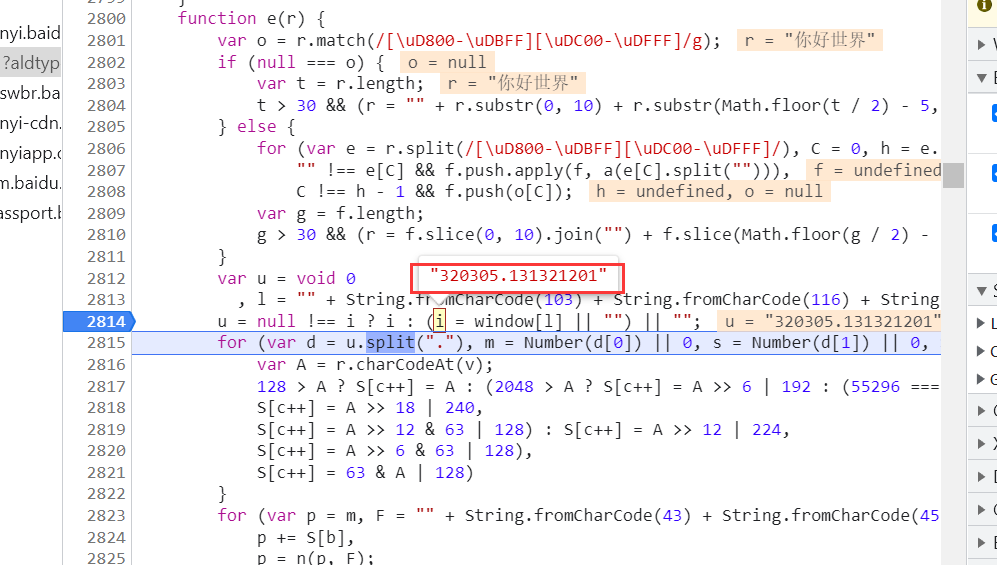 2800 function e(r) {
nyi.baid 2801 var o = r.match(/[\uD800-\uDBFF][\uDC00-\uDFFF]/g); r = "你好世界"
?aldtyp 2802 if (null === o) { o = null
2803 var t = r.length; r = "你好世界"
swbr.ba 2804 t > 30 && (r = "" + r.substr(0, 10) + r.substr(Math.floor(t / 2) - 5,
nyi-cdn. 2805 } else {
2806 for (var e = r.split(/[\uD800-\uDBFF][\uDC00-\uDFFF]/), C = 0, h = e.
nyiapp.c 2807 "" !== e[C] && f.push.apply(f, a(e[C].split(""))), f = undefined
m.baidu. 2808 C !== h - 1 && f.push(o[C]); h = undefined, o = null
assport.b 2809 var g = f.length;
2810 g > 30 && (r = f.slice(0, 10).join("") + f.slice(Math.floor(g / 2) -
2811 }
2812 var u = void 0
"320305.131321201"
2813 , l = "" + String.fromCharCode(103) + String.fromCharCode(116) + String
2814 u = null !== i ? i : (i = window[l] || "") || ""; u = "320305.131321201"
2815 for (var d = u.split("."), m = Number(d[0]) || 0, s = Number(d[1]) || 0,
2816 var A = r.charCodeAt(v);
2817 128 > A ? S[c++] = A : (2048 > A ? S[c++] = A >> 6 | 192 : (55296 ===
2818 S[c++] = A >> 18 | 240,
2819 S[c++] = A >> 12 & 63 | 128) : S[c++] = A >> 12 | 224,
2820 S[c++] = A >> 6 & 63 | 128),
2821 S[c++] = 63 & A | 128)
2822 }
2823 for (var p = m, F = "" + String.fromCharCode(43) + String.fromCharCode(45
2824 p += S[b],
2825 p = n(p, F);